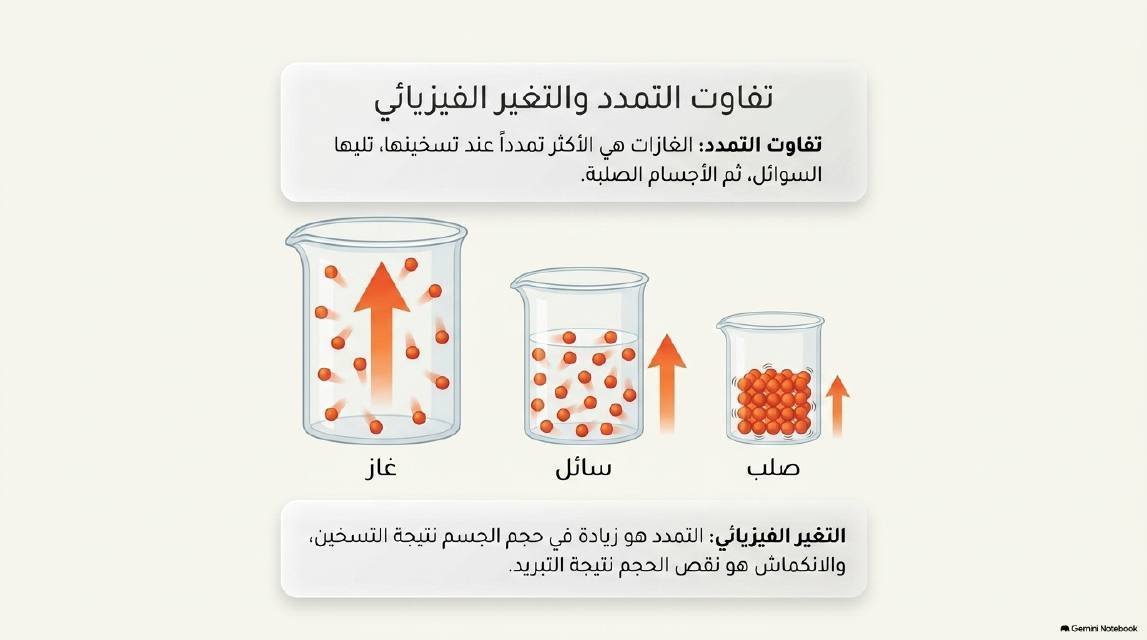 تفاوت التمدد والتغير الفيزيائي
تفاوت التمدد: الغازات هي الأكثر تمدداً عند تسخينها، تليها
السوائل، ثم الأجسام الصلبة.
صلب
سائل
غاز
التغير الفيزيائي: التمدد هو زيادة في حجم الجسم نتيجة التسخين،
والانكماش هو نقص الحجم نتيجة التبريد.
Gemini Notebook